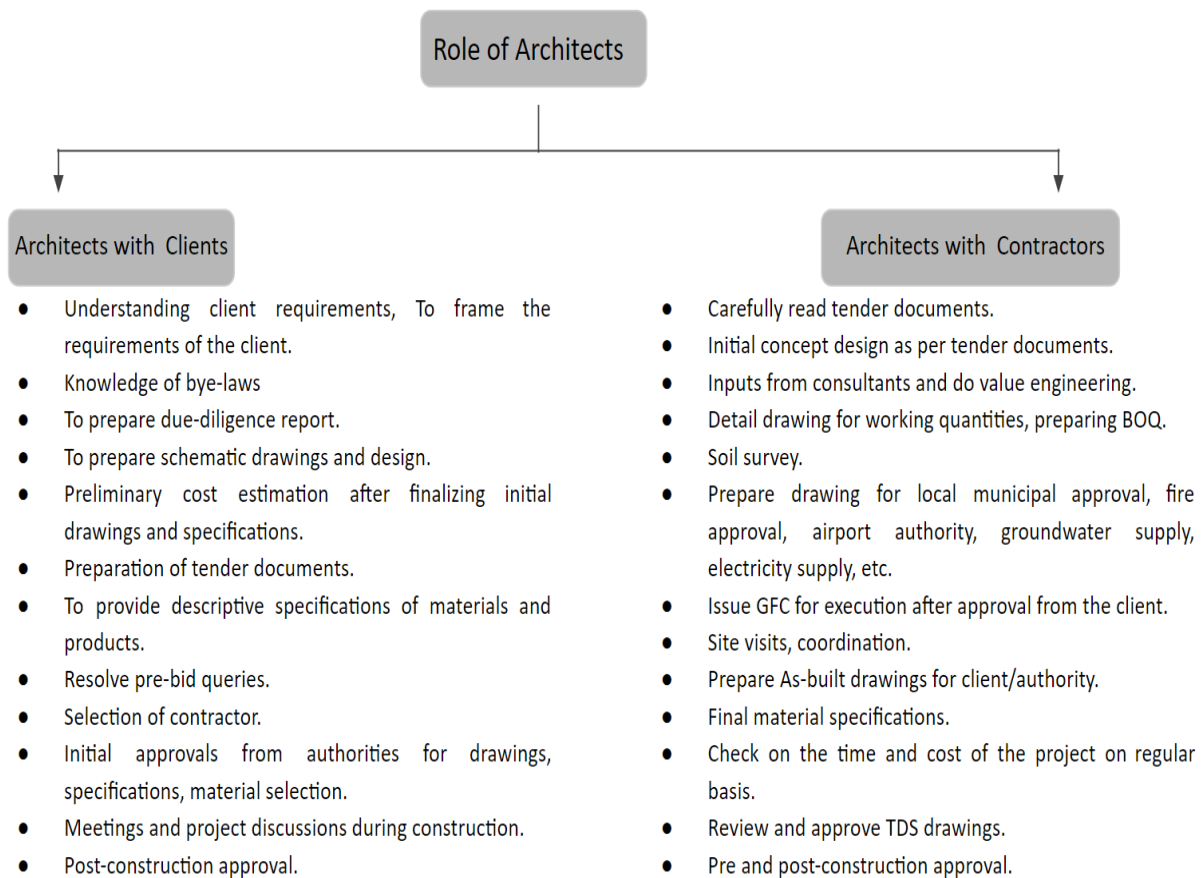 Role of Architects
Architects with Clients
● Understanding client requirements, To frame the
requirements of the client.
● Knowledge of bye-laws
● To prepare due-diligence report.
● To prepare schematic drawings and design.
● Preliminary cost estimation after finalizing initial
drawings and specifications.
● Preparation of tender documents.
● To provide descriptive specifications of materials and
products.
● Resolve pre-bid queries.
● Selection of contractor.
● Initial approvals from authorities for drawings,
specifications, material selection.
● Meetings and project discussions during construction.
● Post-construction approval.
Architects with Contractors
● Carefully read tender documents.
● Initial concept design as per tender documents.
● Inputs from consultants and do value engineering.
● Detail drawing for working quantities, preparing BOQ.
● Soil survey.
● Prepare drawing for local municipal approval, fire
approval, airport authority, groundwater supply,
electricity supply, etc.
● Issue GFC for execution after approval from the client.
● Site visits, coordination.
● Prepare As-built drawings for client/authority.
● Final material specifications.
● Check on the time and cost of the project on regular
basis.
● Review and approve TDS drawings.
● Pre and post-construction approval.